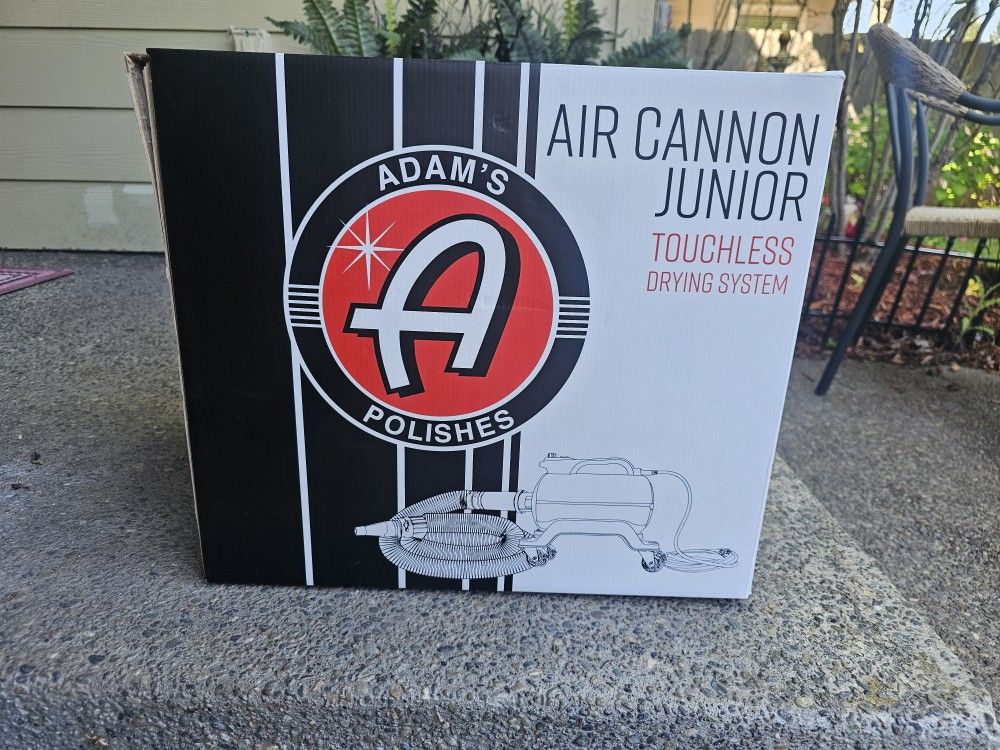 ADAM'S
A
POLISHES
AIR CANNON
JUNIOR
TOUCHLESS
DRYING SYSTEM